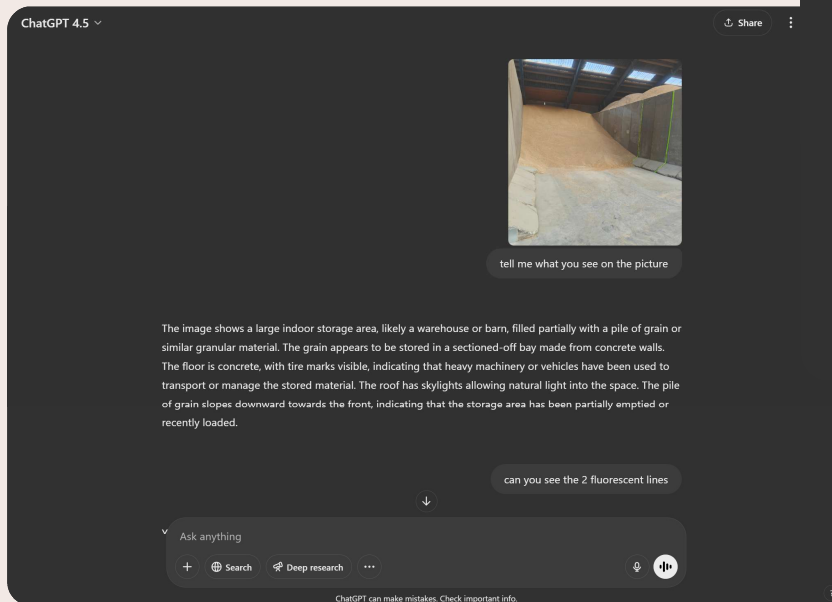 ChatGPT 4.5
Share
tell me what you see on the picture
The image shows a large indoor storage area, likely a warehouse or barn, filled partially with a pile of grain or
similar granular material. The grain appears to be stored in a sectioned-off bay made from concrete walls.
The floor is concrete, with tire marks visible, indicating that heavy machinery or vehicles have been used to
transport or manage the stored material. The roof has skylights allowing natural light into the space. The pile
of grain slopes downward towards the front, indicating that the storage area has been partially emptied or
recently loaded.
can you see the 2 fluorescent lines
Ask anything
Search
Deep research
ChatGPT can make mistakes. Check important info.